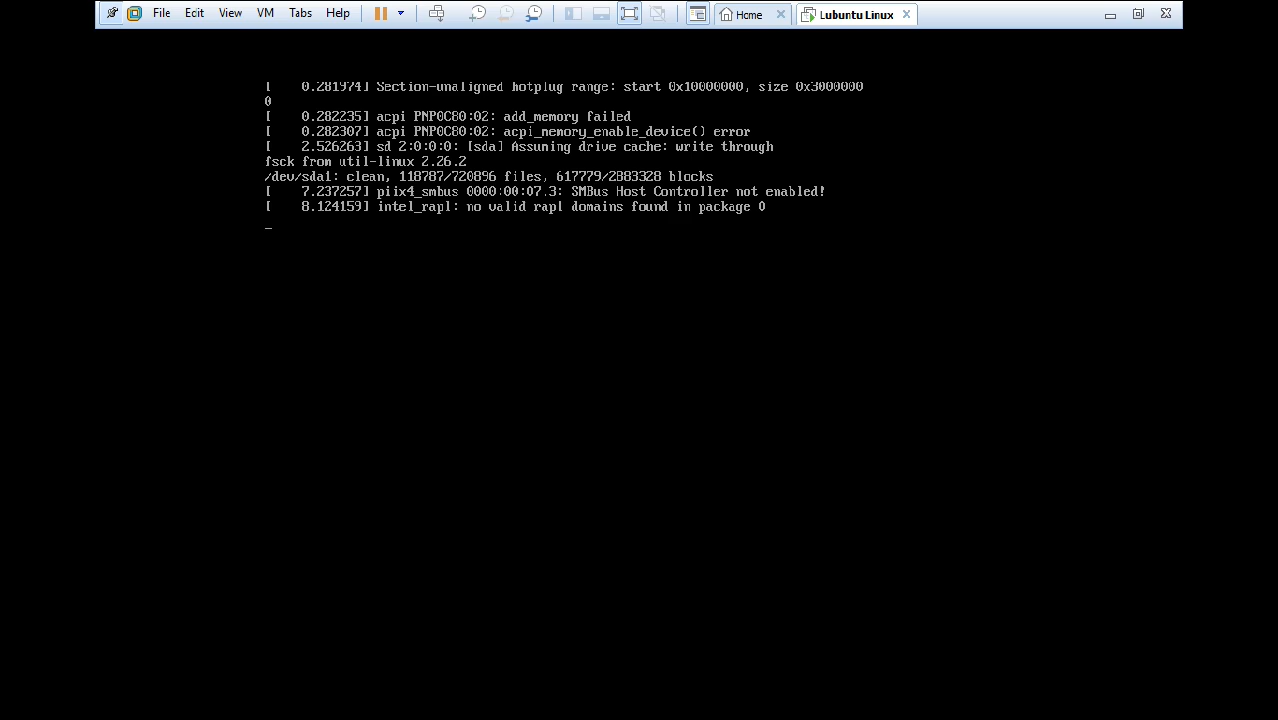 File Edit View VM Tabs Help Home Lubuntu Linux
[    0.281974] Section-unaligned hotplug range: start 0x10000000, size 0x3000000
0
[    0.282235] acpi PNP0C80:02: add_memory failed
[    0.282307] acpi PNP0C80:02: acpi_memory_enable_device() error
[    2.526263] sd 2:0:0:0: [sda] Assuming drive cache: write through
fsck from util-linux 2.26.2
/dev/sda1: clean, 118787/720896 files, 617779/2883328 blocks
[    7.237257] piix4_smbus 0000:00:07.3: SMBus Host Controller not enabled!
[    8.124159] intel_rapl: no valid rapl domains found in package 0
_